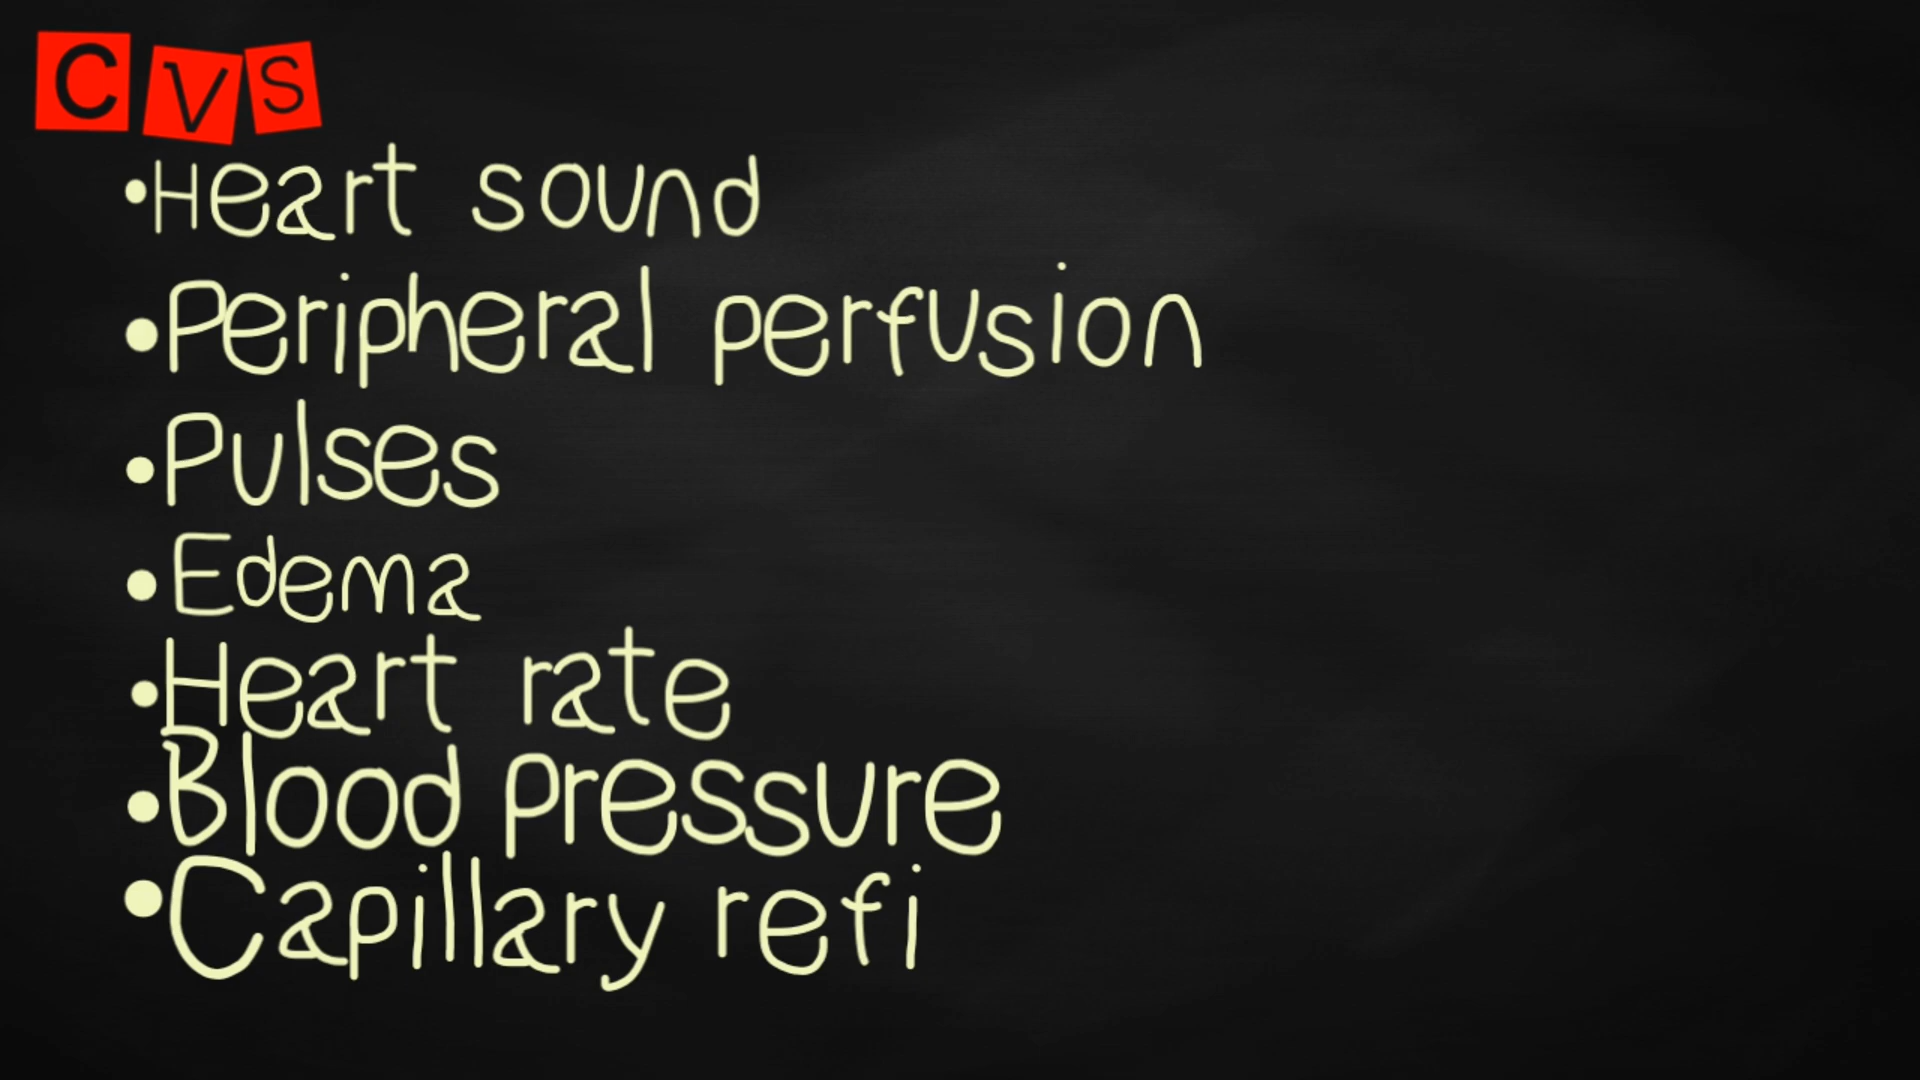 CVS
•Heart sound
•Peripheral perfusion
•Pulses
•Edema
•Heart rate
•Blood pressure
•Capillary refi